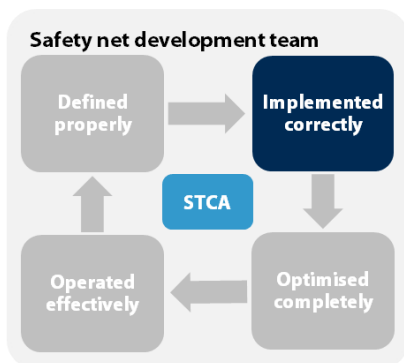 Safety net development team
Defined
properly
Implemented
correctly
STCA
Operated
effectively
Optimised
completely